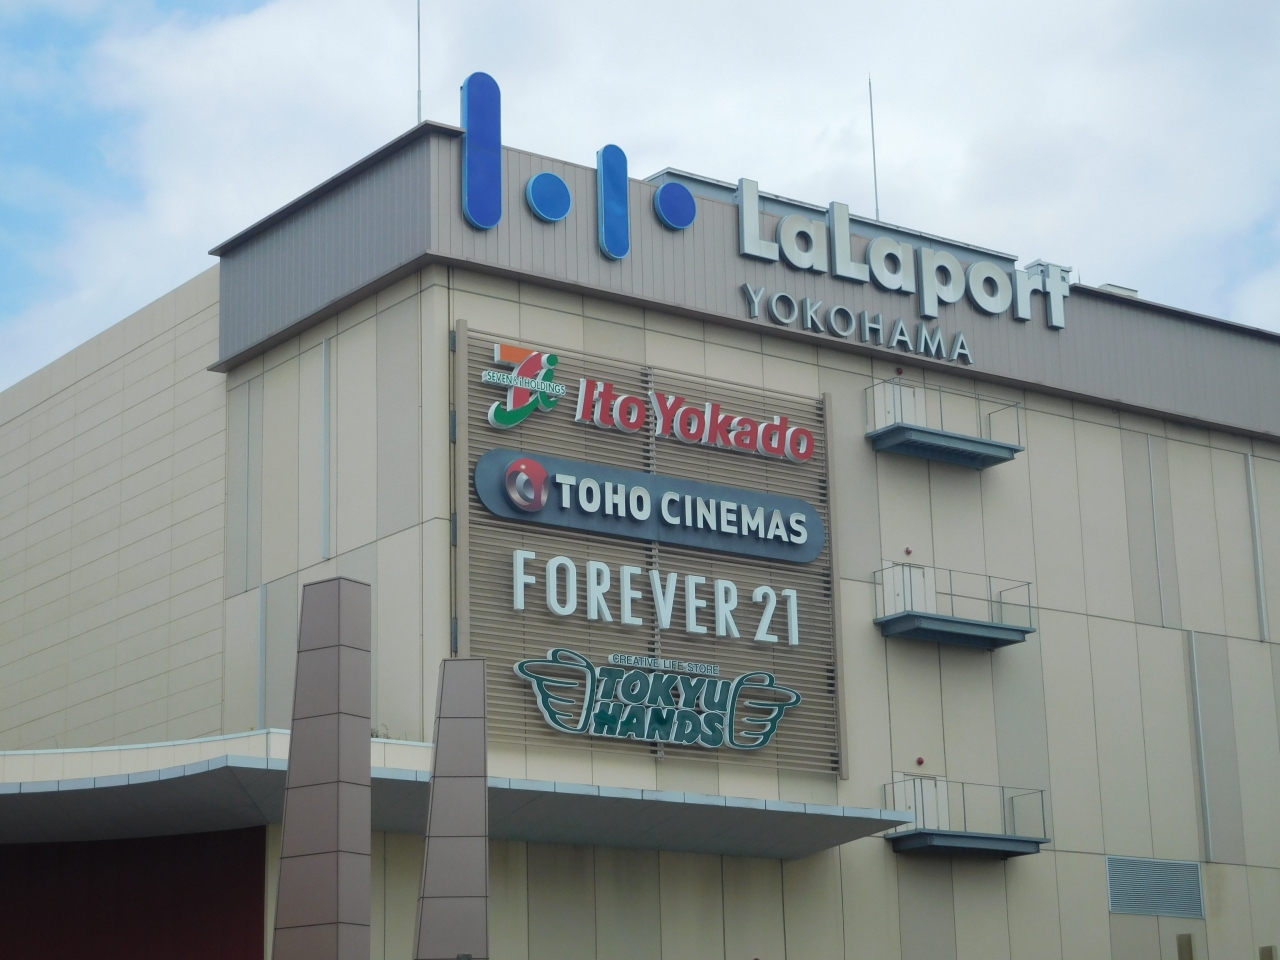 LaLaport
YOKOHAMA
SEVEN & i HOLDINGS
Ito Yokado
TOHO CINEMAS
FOREVER 21
CREATIVE LIFE STORE
TOKYU
HANDS